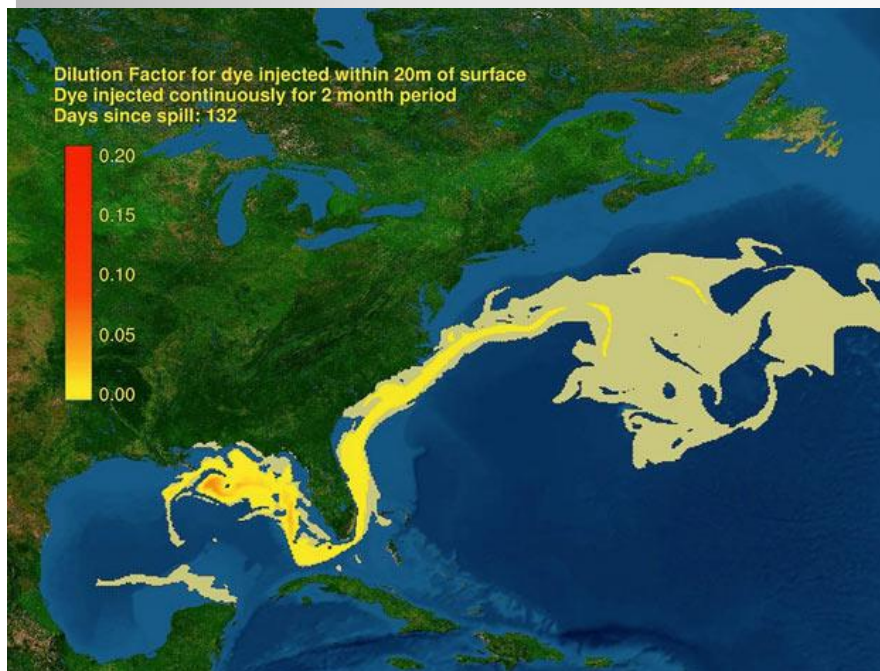 Dilution Factor for dye injected within 20m of surface
Dye injected continuously for 2 month period
Days since spill: 132
0.20
0.15
0.10
0.05
0.00